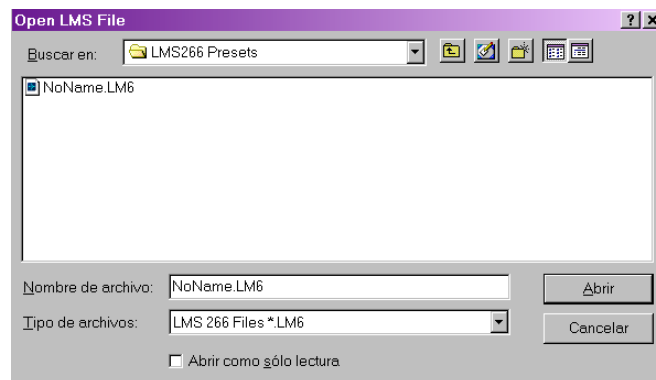 Open LMS File
Buscar en: LMS266 Presets
NoName.LM6
Nombre de archivo: NoName.LM6 Abrir
Tipo de archivos: LMS 266 Files *.LM6 Cancelar
Abrir como sólo lectura